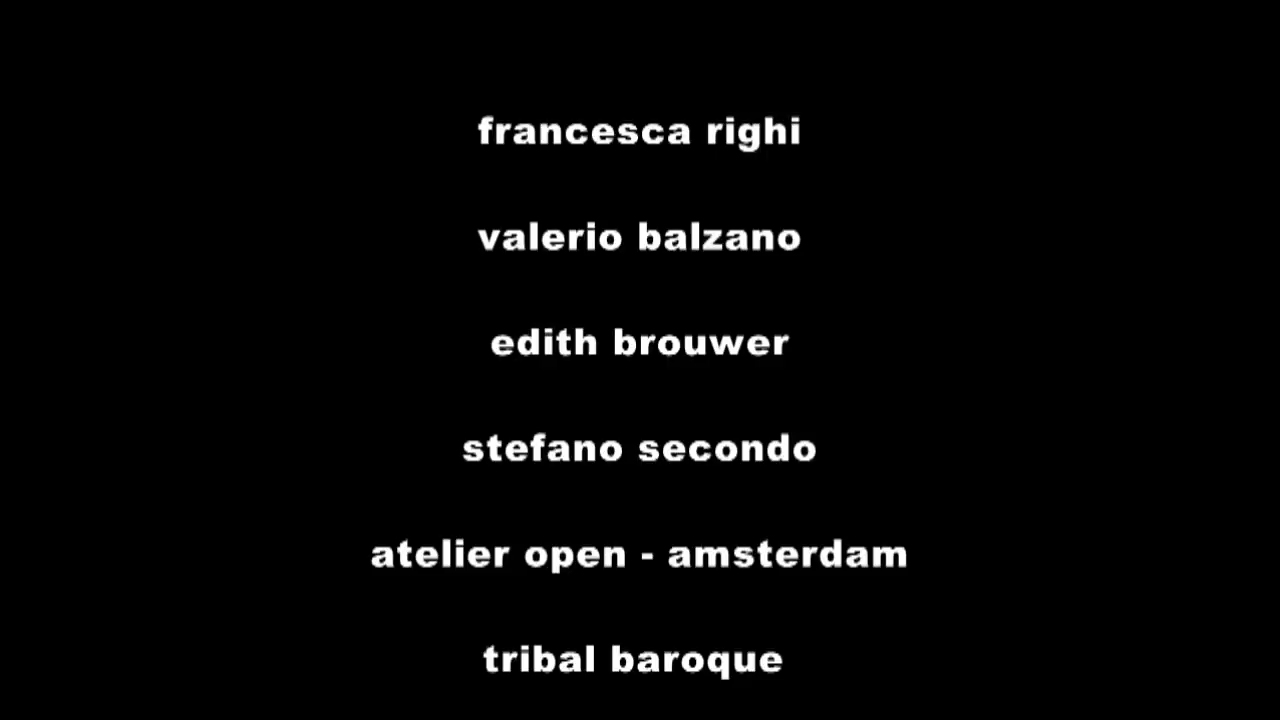 francesca righi
valerio balzano
edith brouwer
stefano secondo
atelier open - amsterdam
tribal baroque